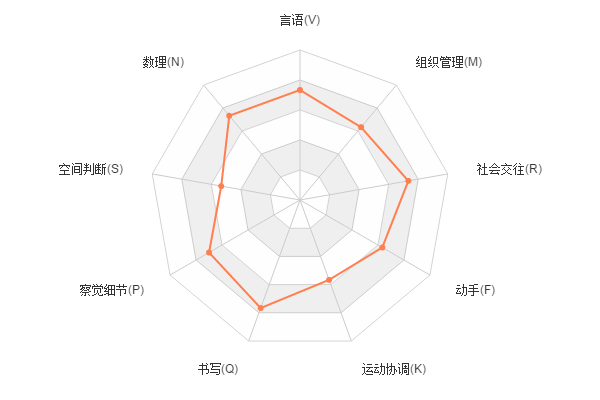 言语(V)
数理(N)
组织管理(M)
空间判断(S)
社会交往(R)
察觉细节(P)
动手(F)
书写(Q)
运动协调(K)